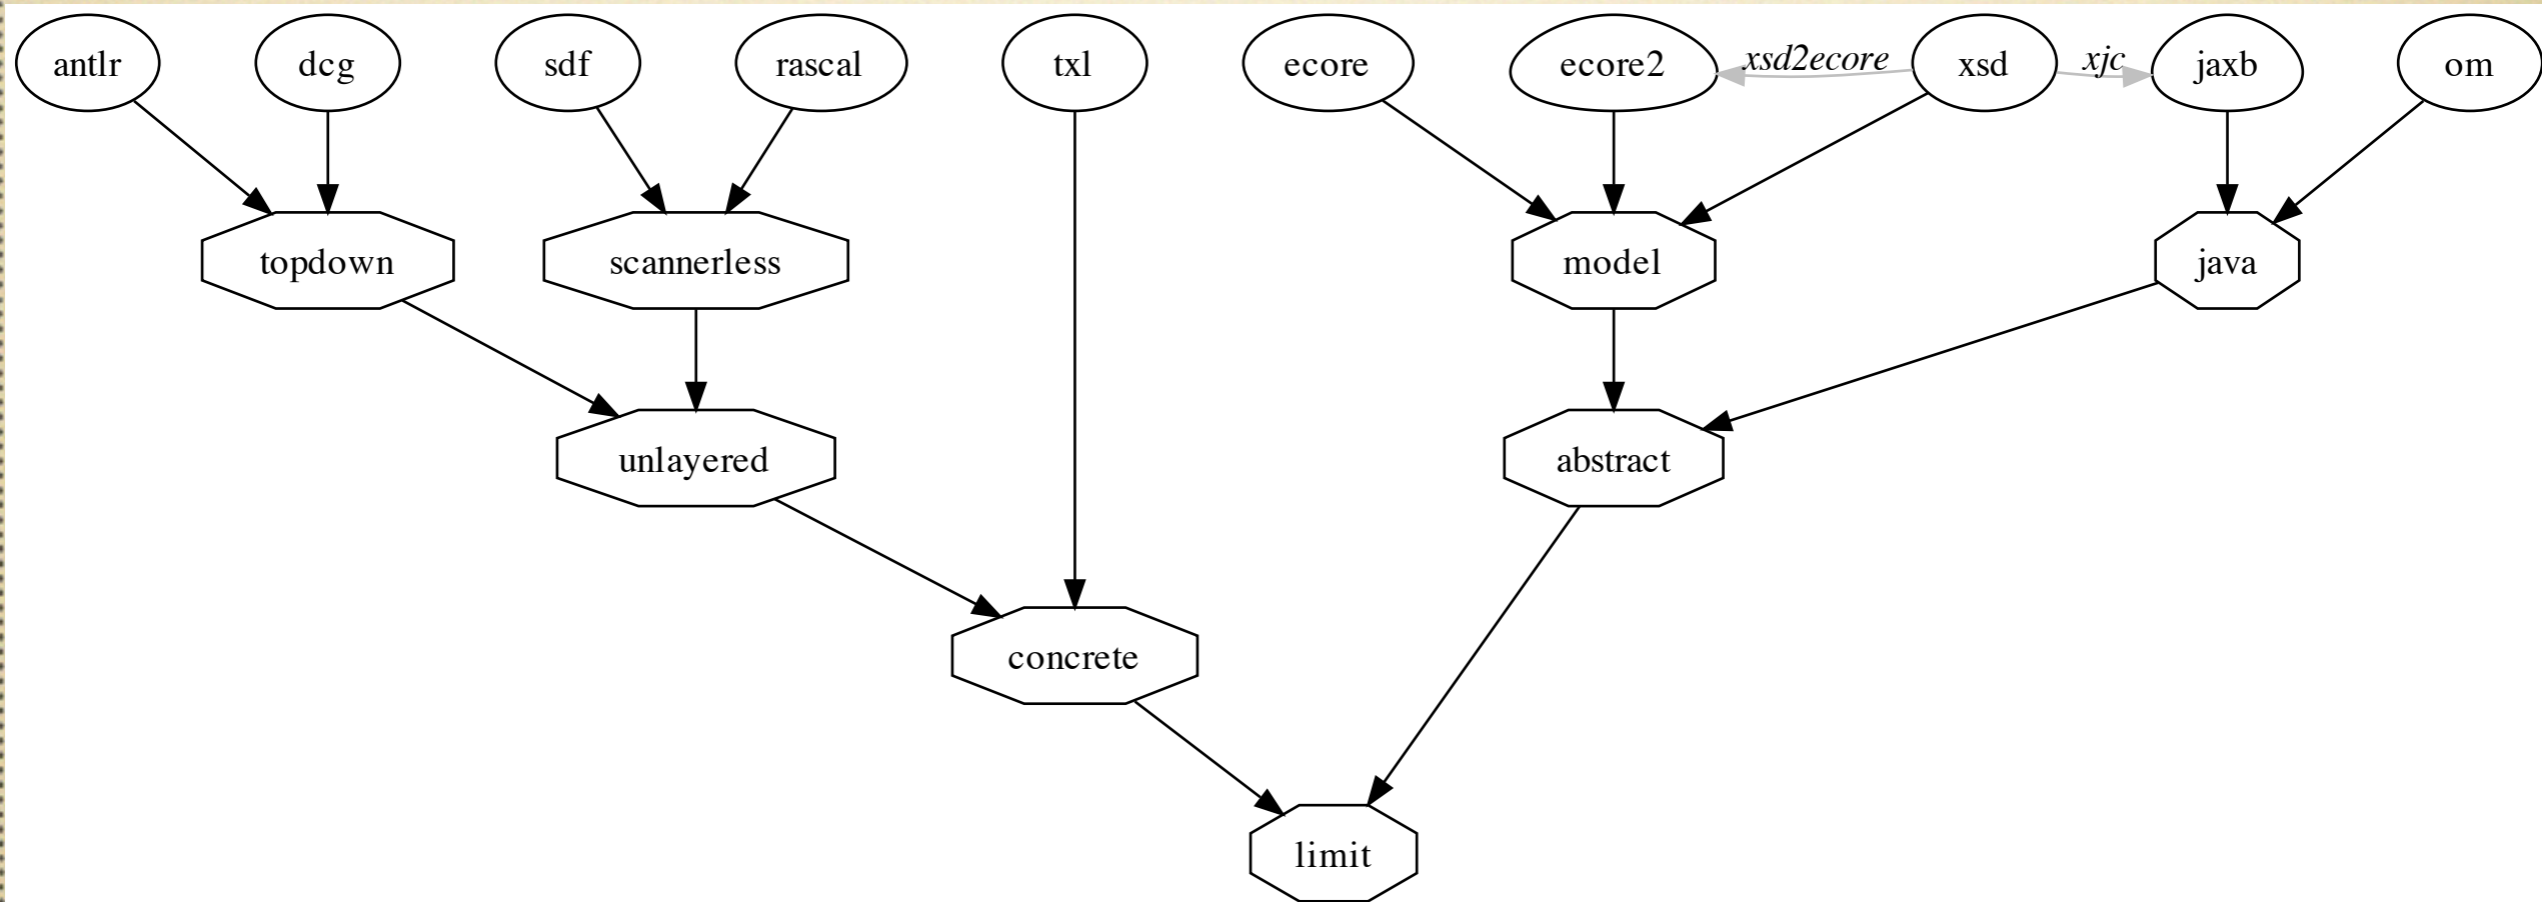 antlr
dcg
sdf
rascal
txl
ecore
ecore2
xsd2ecore
xsd
xjc
jaxb
om
topdown
scannerless
model
java
unlayered
abstract
concrete
limit